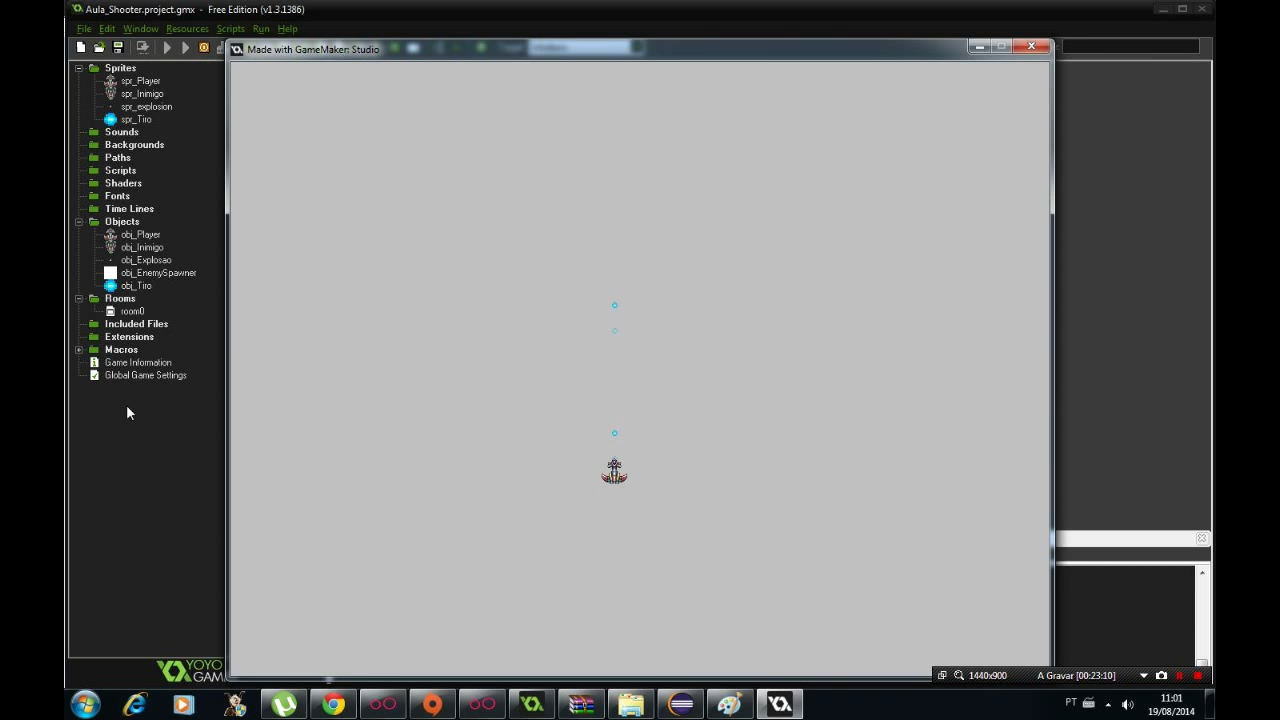 Aula_Shooter.project.gmx - Free Edition (v1.3.1386)
File Edit Window Resources Scripts Run Help
Made with GameMaker: Studio
Sprites
spr_Player
spr_Inimigo
spr_explosion
spr_Tiro
Sounds
Backgrounds
Paths
Scripts
Shaders
Fonts
Time Lines
Objects
obj_Player
obj_Inimigo
obj_Explosao
obj_EnemySpawner
obj_Tiro
Rooms
room0
Included Files
Extensions
Macros
Game Information
Global Game Settings
YOYO
GAM
1440x900 A Gravar [00:23:10]
PT
11:01
19/08/2014